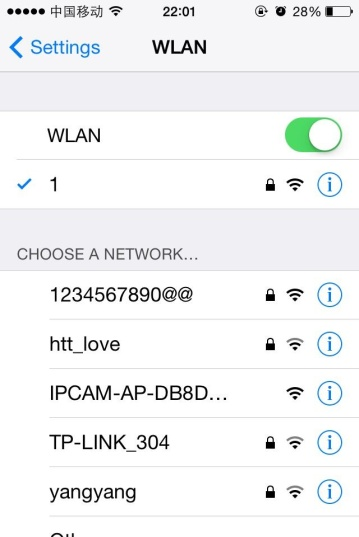 中国移动 22:01 28%
Settings WLAN
WLAN
1
CHOOSE A NETWORK...
1234567890@@
htt_love
IPCAM-AP-DB8D...
TP-LINK_304
yangyang